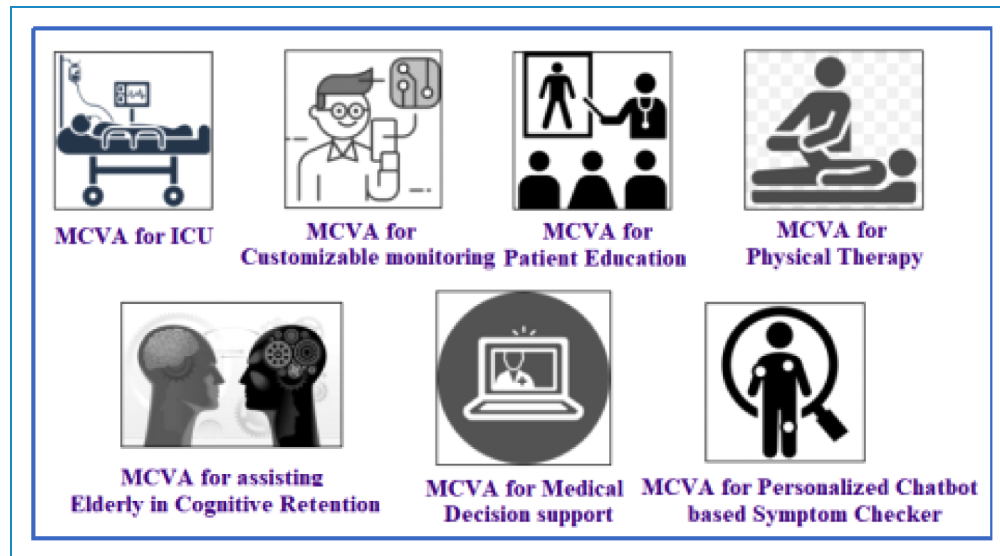 MCVA for ICU
MCVA for
Customizable monitoring
MCVA for
Patient Education
MCVA for
Physical Therapy
MCVA for assisting
Elderly in Cognitive Retention
MCVA for Medical
Decision support
MCVA for Personalized Chatbot
based Symptom Checker